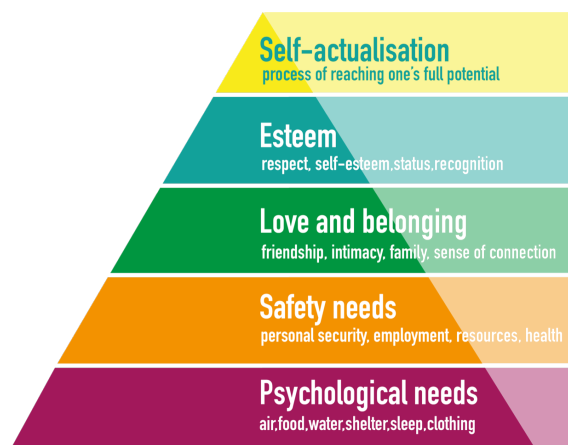 Self-actualisation
process of reaching one's full potential
Esteem
respect, self-esteem,status,recognition
Love and belonging
friendship, intimacy, family, sense of connection
Safety needs
personal security, employment, resources, health
Psychological needs
air,food,water,shelter,sleep,clothing